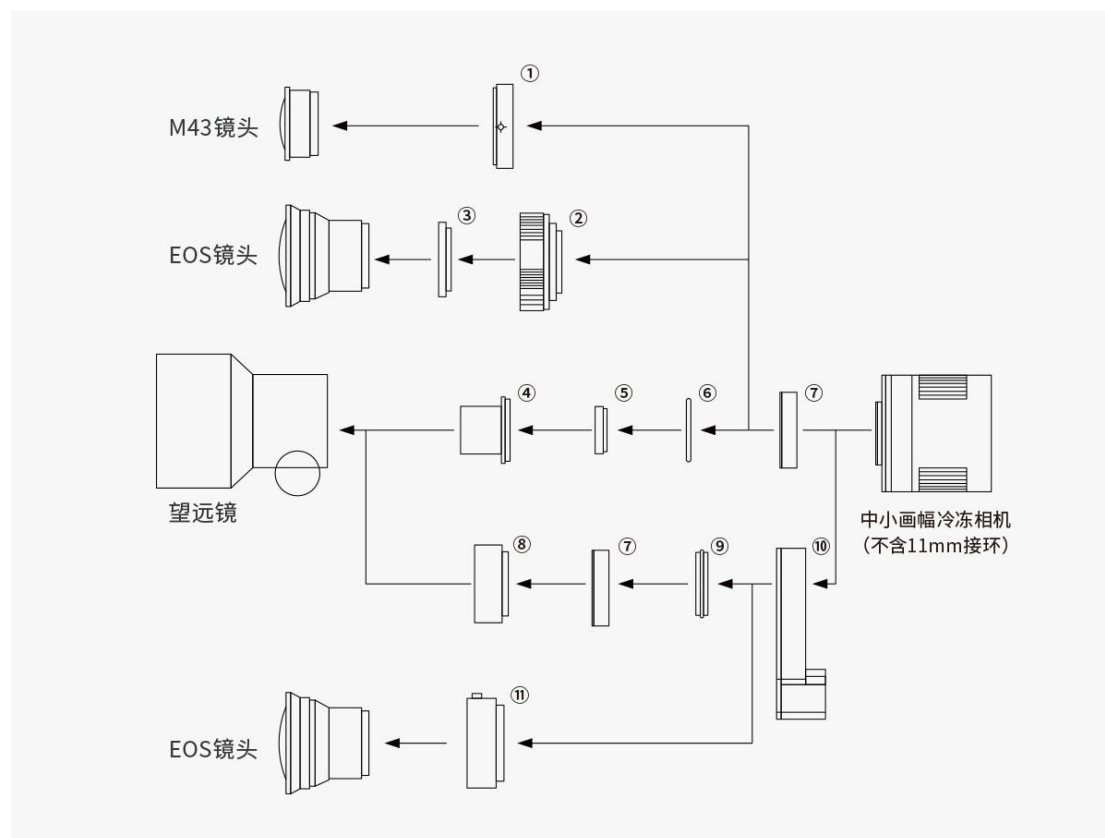 ①
M43镜头
③
②
EOS镜头
④
⑤
⑥
⑦
望远镜
中小画幅冷冻相机
（不含11mm接环）
⑧
⑦
⑨
⑩
⑪
EOS镜头